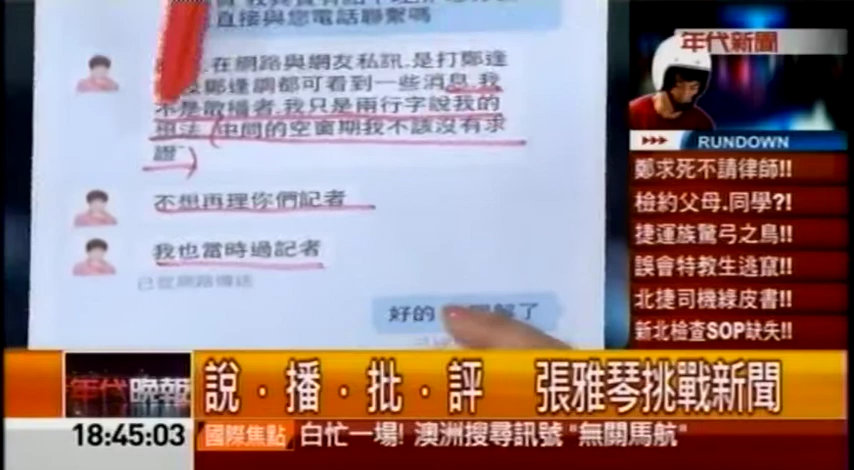 直接與您電話聯繫嗎
在網路與網友私訊.是打鄭達
鄭達調都可看到一些消息.我
不是散播者.我只是兩行字說我的
想法(中間的空窗期我不該沒有求
證)
不想再理你們記者
我也當時過記者
好的
了
年代新聞
RUNDOWN
鄭求死不請律師!!
檢約父母.同學?!
捷運族驚弓之鳥!!
誤會特教生逃竄!!
北捷司機綠皮書!!
新北檢查SOP缺失!!
年代晚報
說・播・批・評 張雅琴挑戰新聞
18:45:03
國際焦點 白忙一場! 澳洲搜尋訊號 "無關馬航"